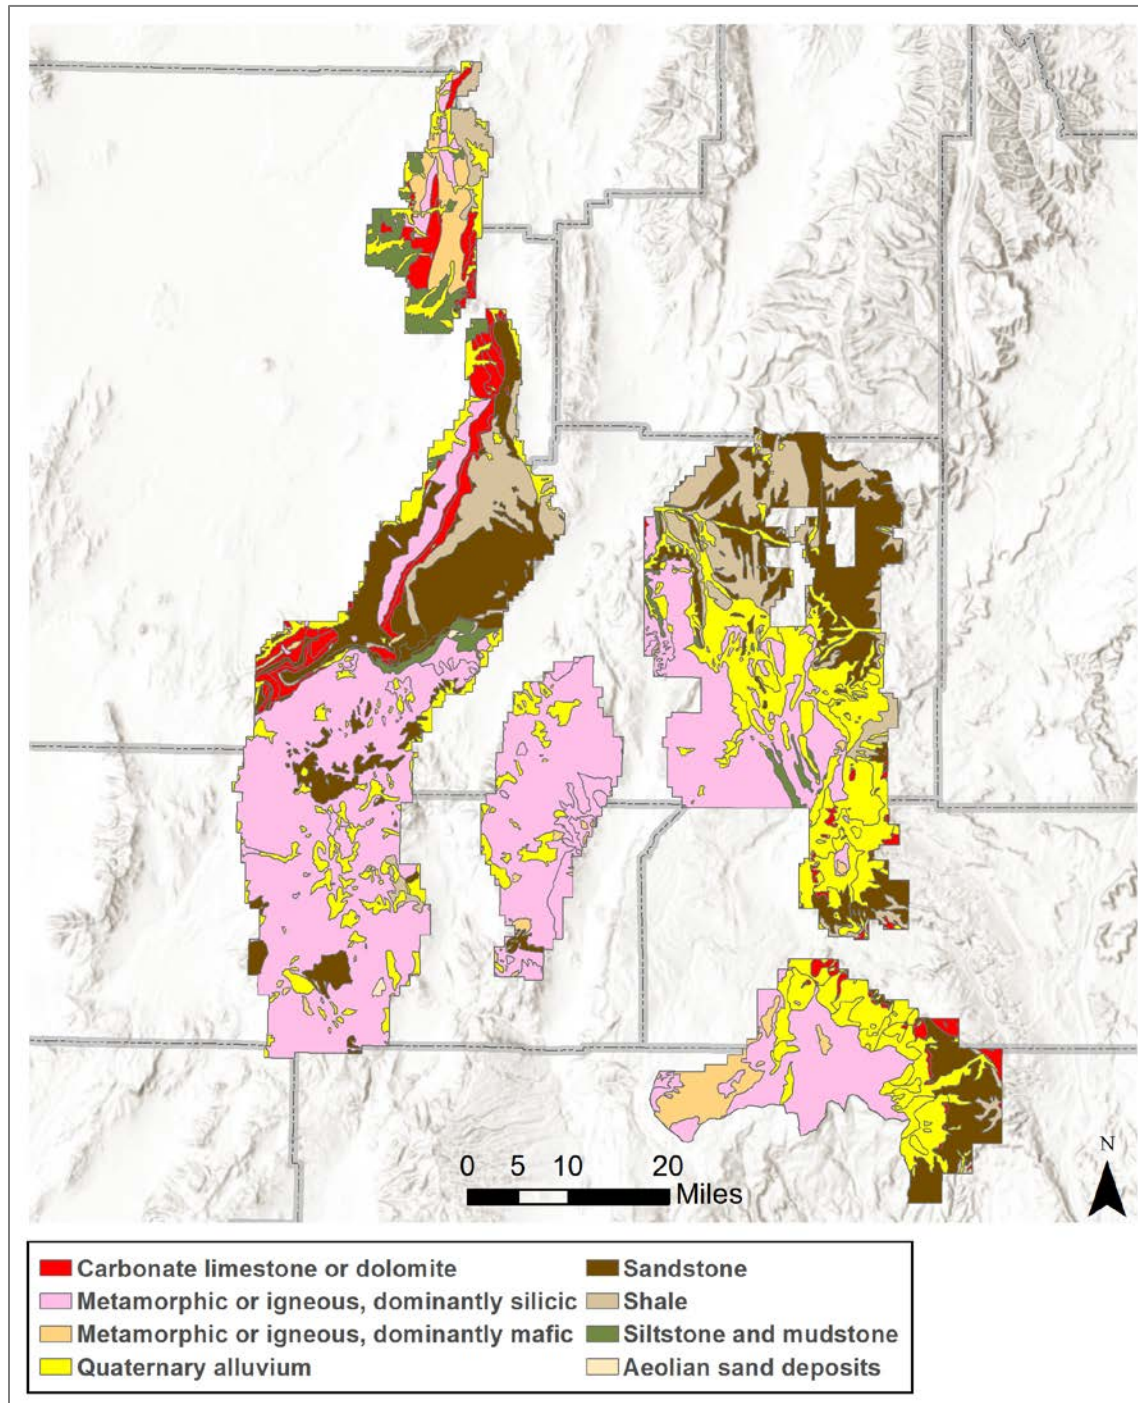 N
0 5 10 20
Miles
Carbonate limestone or dolomite
Metamorphic or igneous, dominantly silicic
Metamorphic or igneous, dominantly mafic
Quaternary alluvium
Sandstone
Shale
Siltstone and mudstone
Aeolian sand deposits